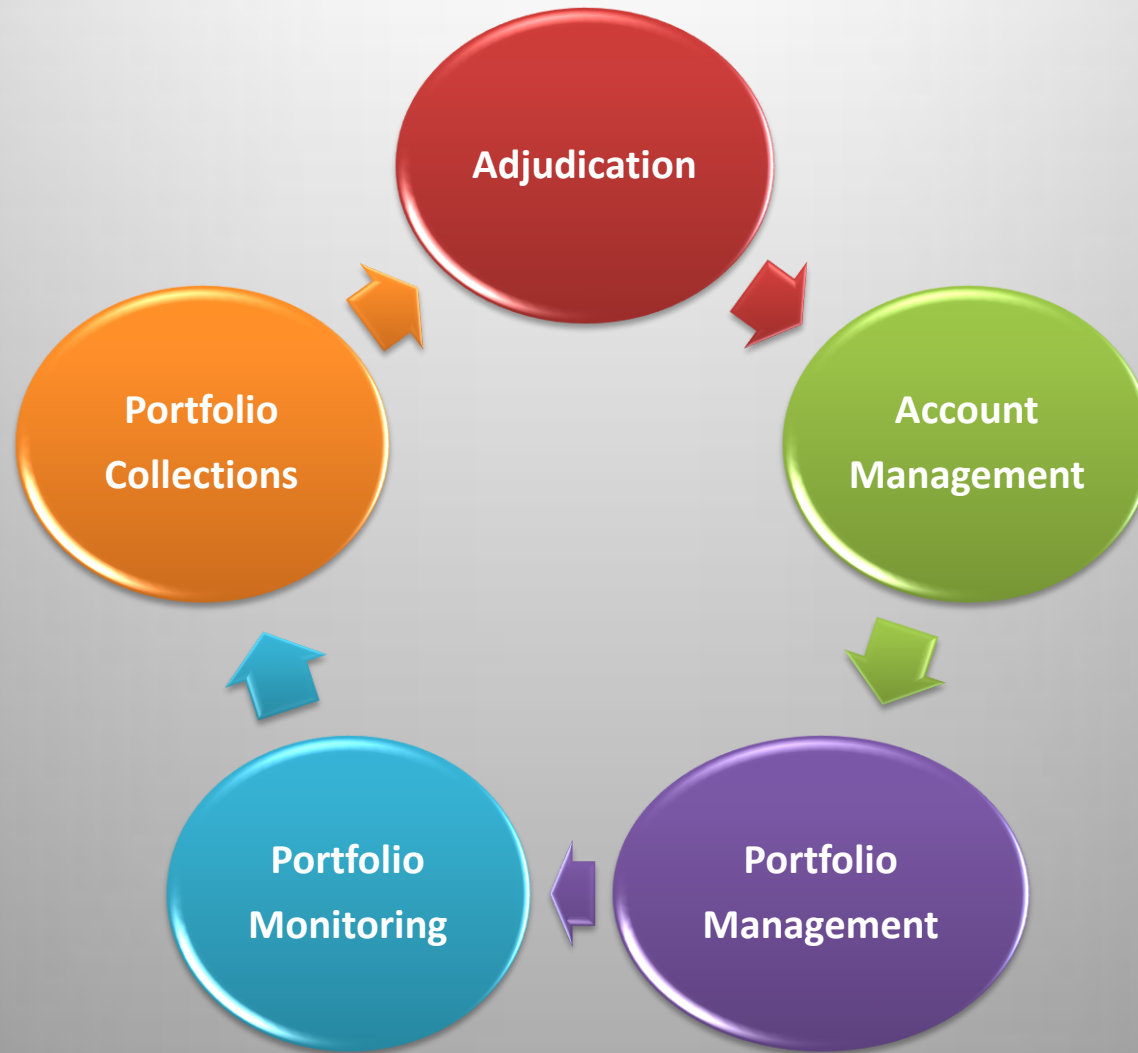 Adjudication
Account
Management
Portfolio
Management
Portfolio
Monitoring
Portfolio
Collections